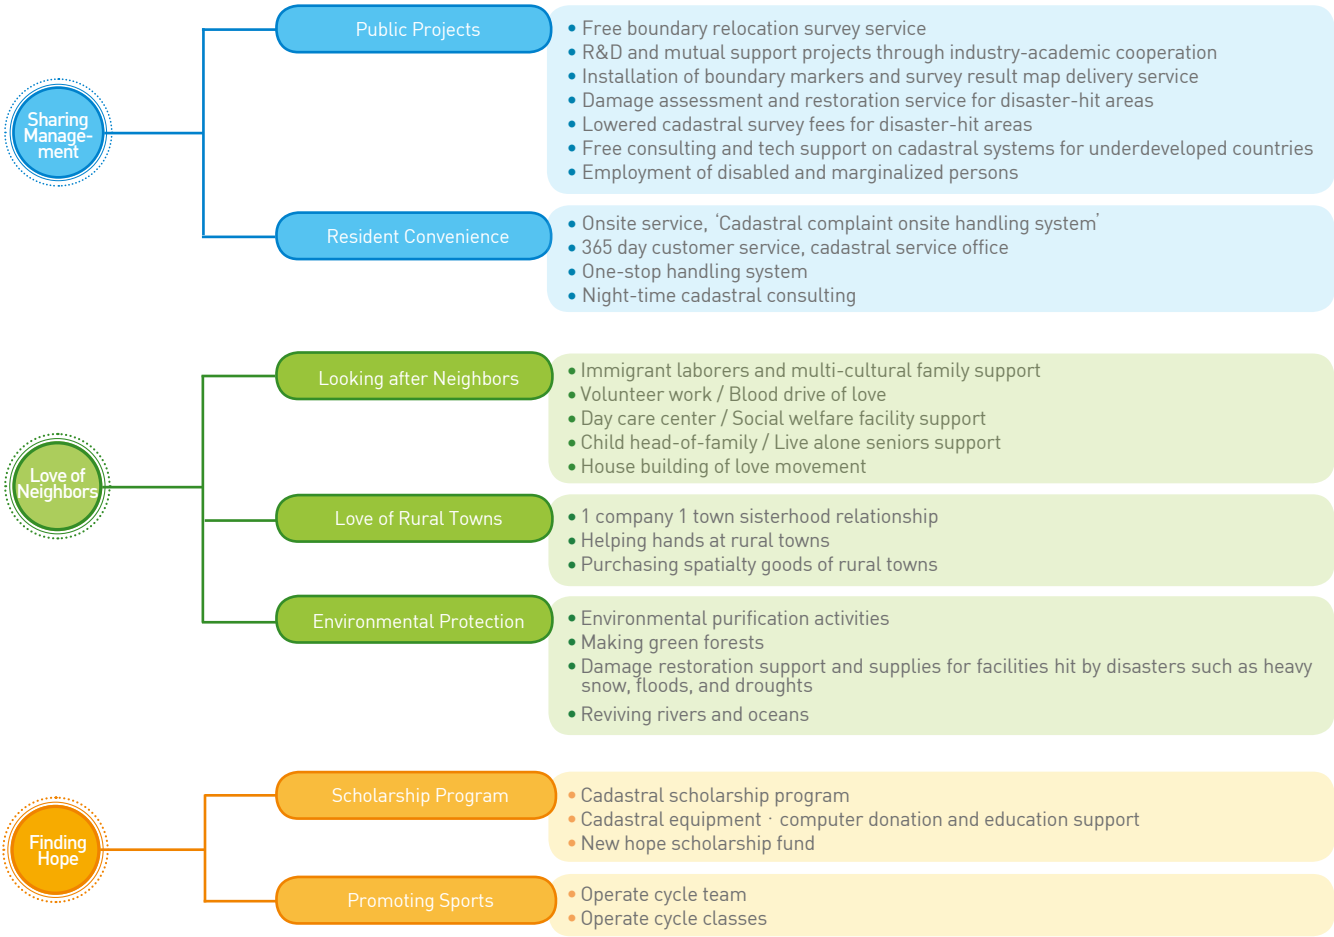 Sharing
Manage-
ment
Public Projects
• Free boundary relocation survey service
• R&D and mutual support projects through industry-academic cooperation
• Installation of boundary markers and survey result map delivery service
• Damage assessment and restoration service for disaster-hit areas
• Lowered cadastral survey fees for disaster-hit areas
• Free consulting and tech support on cadastral systems for underdeveloped countries
• Employment of disabled and marginalized persons
Resident Convenience
• Onsite service, ‘Cadastral complaint onsite handling system’
• 365 day customer service, cadastral service office
• One-stop handling system
• Night-time cadastral consulting
Love of
Neighbors
Looking after Neighbors
• Immigrant laborers and multi-cultural family support
• Volunteer work / Blood drive of love
• Day care center / Social welfare facility support
• Child head-of-family / Live alone seniors support
• House building of love movement
Love of Rural Towns
• 1 company 1 town sisterhood relationship
• Helping hands at rural towns
• Purchasing spatialty goods of rural towns
Environmental Protection
• Environmental purification activities
• Making green forests
• Damage restoration support and supplies for facilities hit by disasters such as heavy
snow, floods, and droughts
• Reviving rivers and oceans
Finding
Hope
Scholarship Program
• Cadastral scholarship program
• Cadastral equipment · computer donation and education support
• New hope scholarship fund
Promoting Sports
• Operate cycle team
• Operate cycle classes